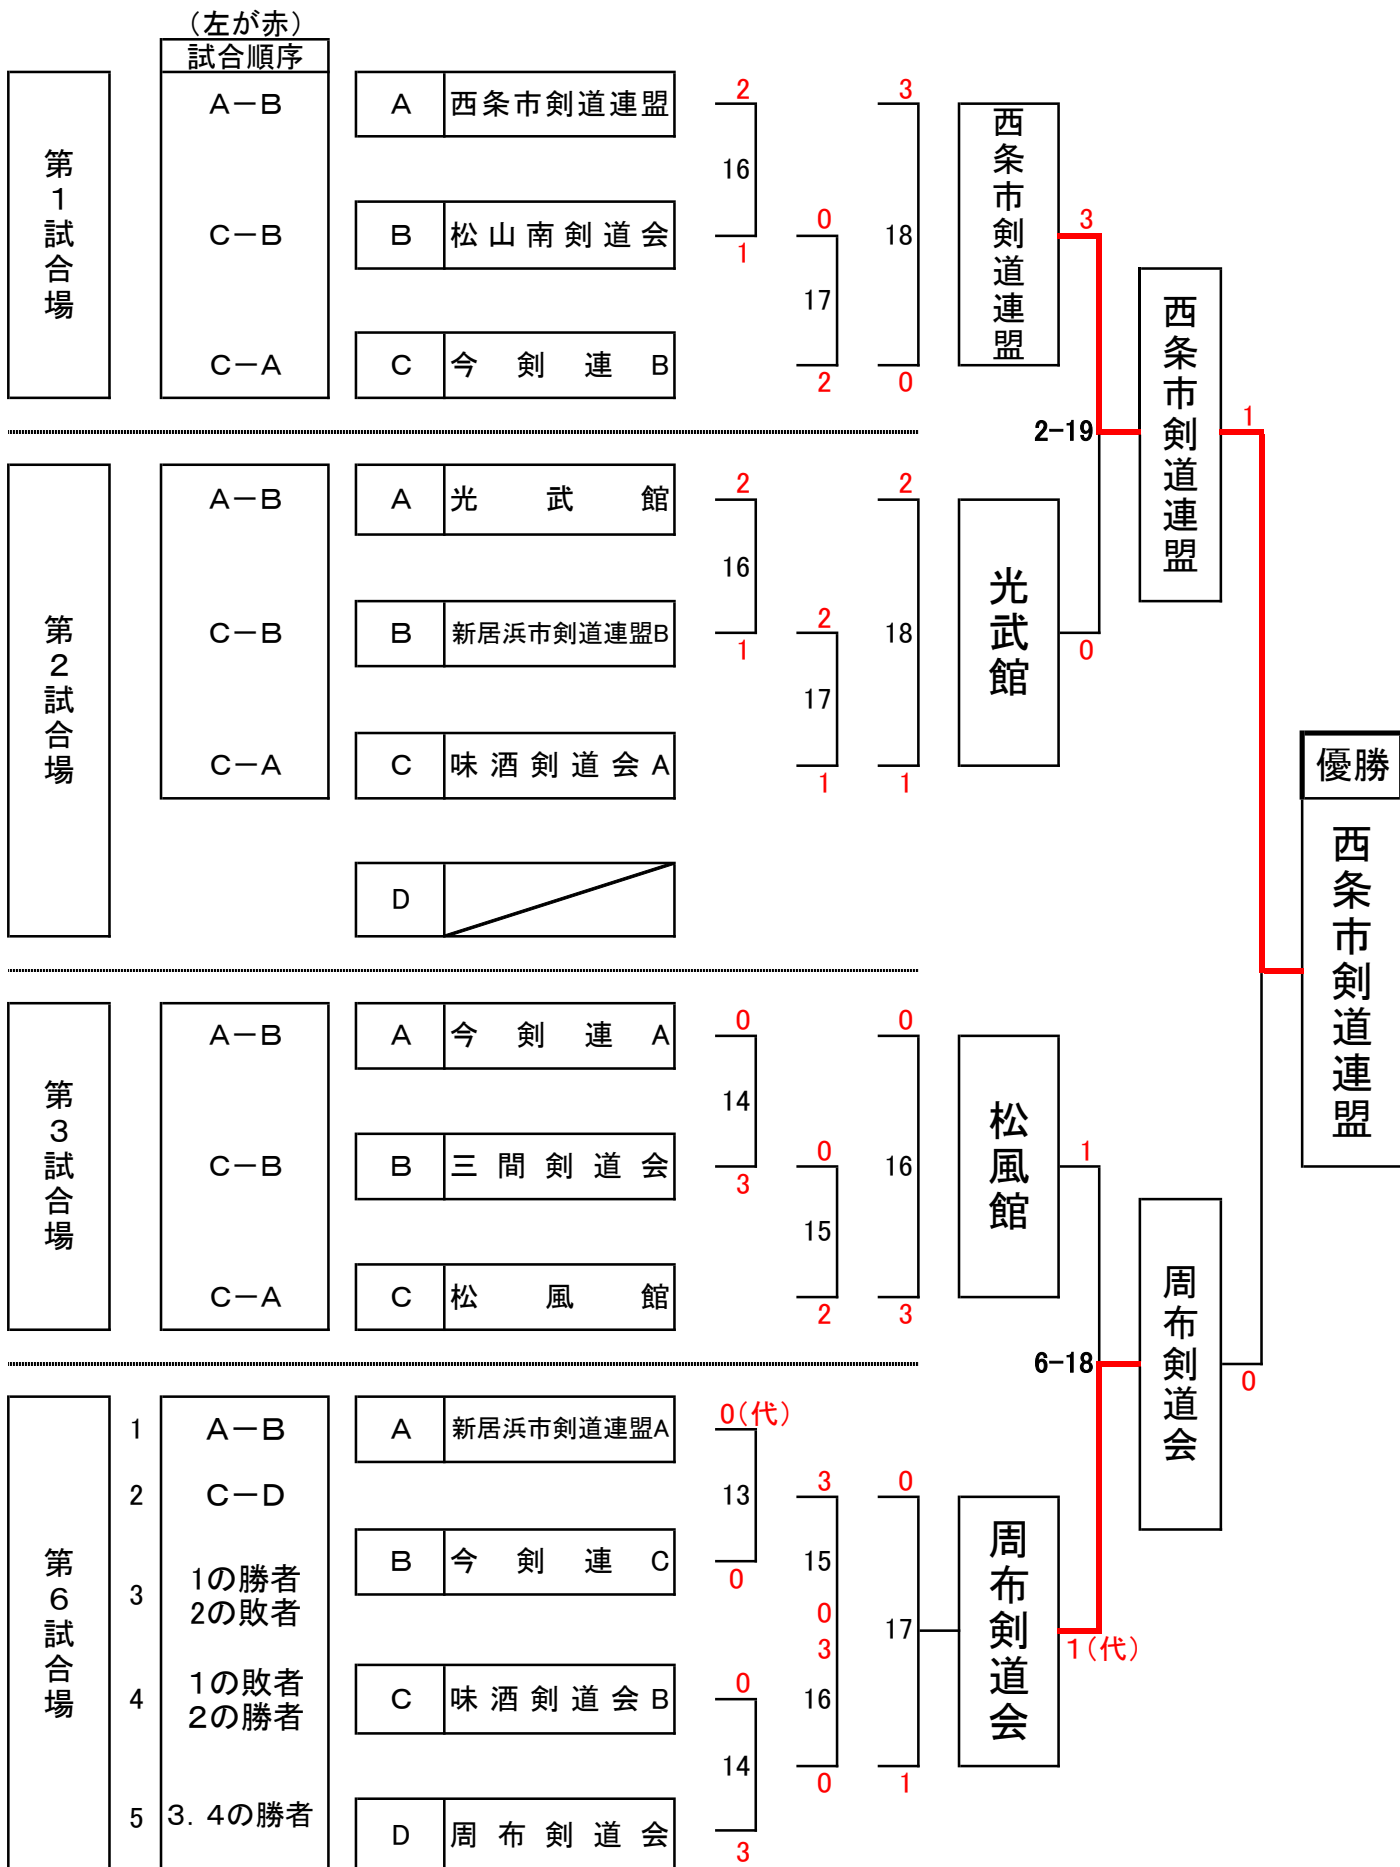 （左が赤）
試合順序
第1試合場
A－B
A 西条市剣道連盟
2
16
1
C－B
B 松山南剣道会
0
17
2
C－A
C 今剣連B
3
18
0
西条市剣道連盟
3
2-19
西条市剣道連盟
1
第2試合場
A－B
A 光武館
2
16
1
C－B
B 新居浜市剣道連盟B
2
17
1
C－A
C 味酒剣道会A
2
18
1
光武館
0
D
優勝
西条市剣道連盟
第3試合場
A－B
A 今剣連A
0
14
3
C－B
B 三間剣道会
0
15
2
C－A
C 松風館
0
16
3
松風館
1
6-18
周布剣道会
0
第6試合場
1 A－B
A 新居浜市剣道連盟A
0(代)
13
0
2 C－D
B 今剣連C
3
15
0
3 1の勝者
2の敗者
3
16
0
4 1の敗者
2の勝者
C 味酒剣道会B
0
14
3
5 3．4の勝者
D 周布剣道会
0
17
1
周布剣道会
1(代)